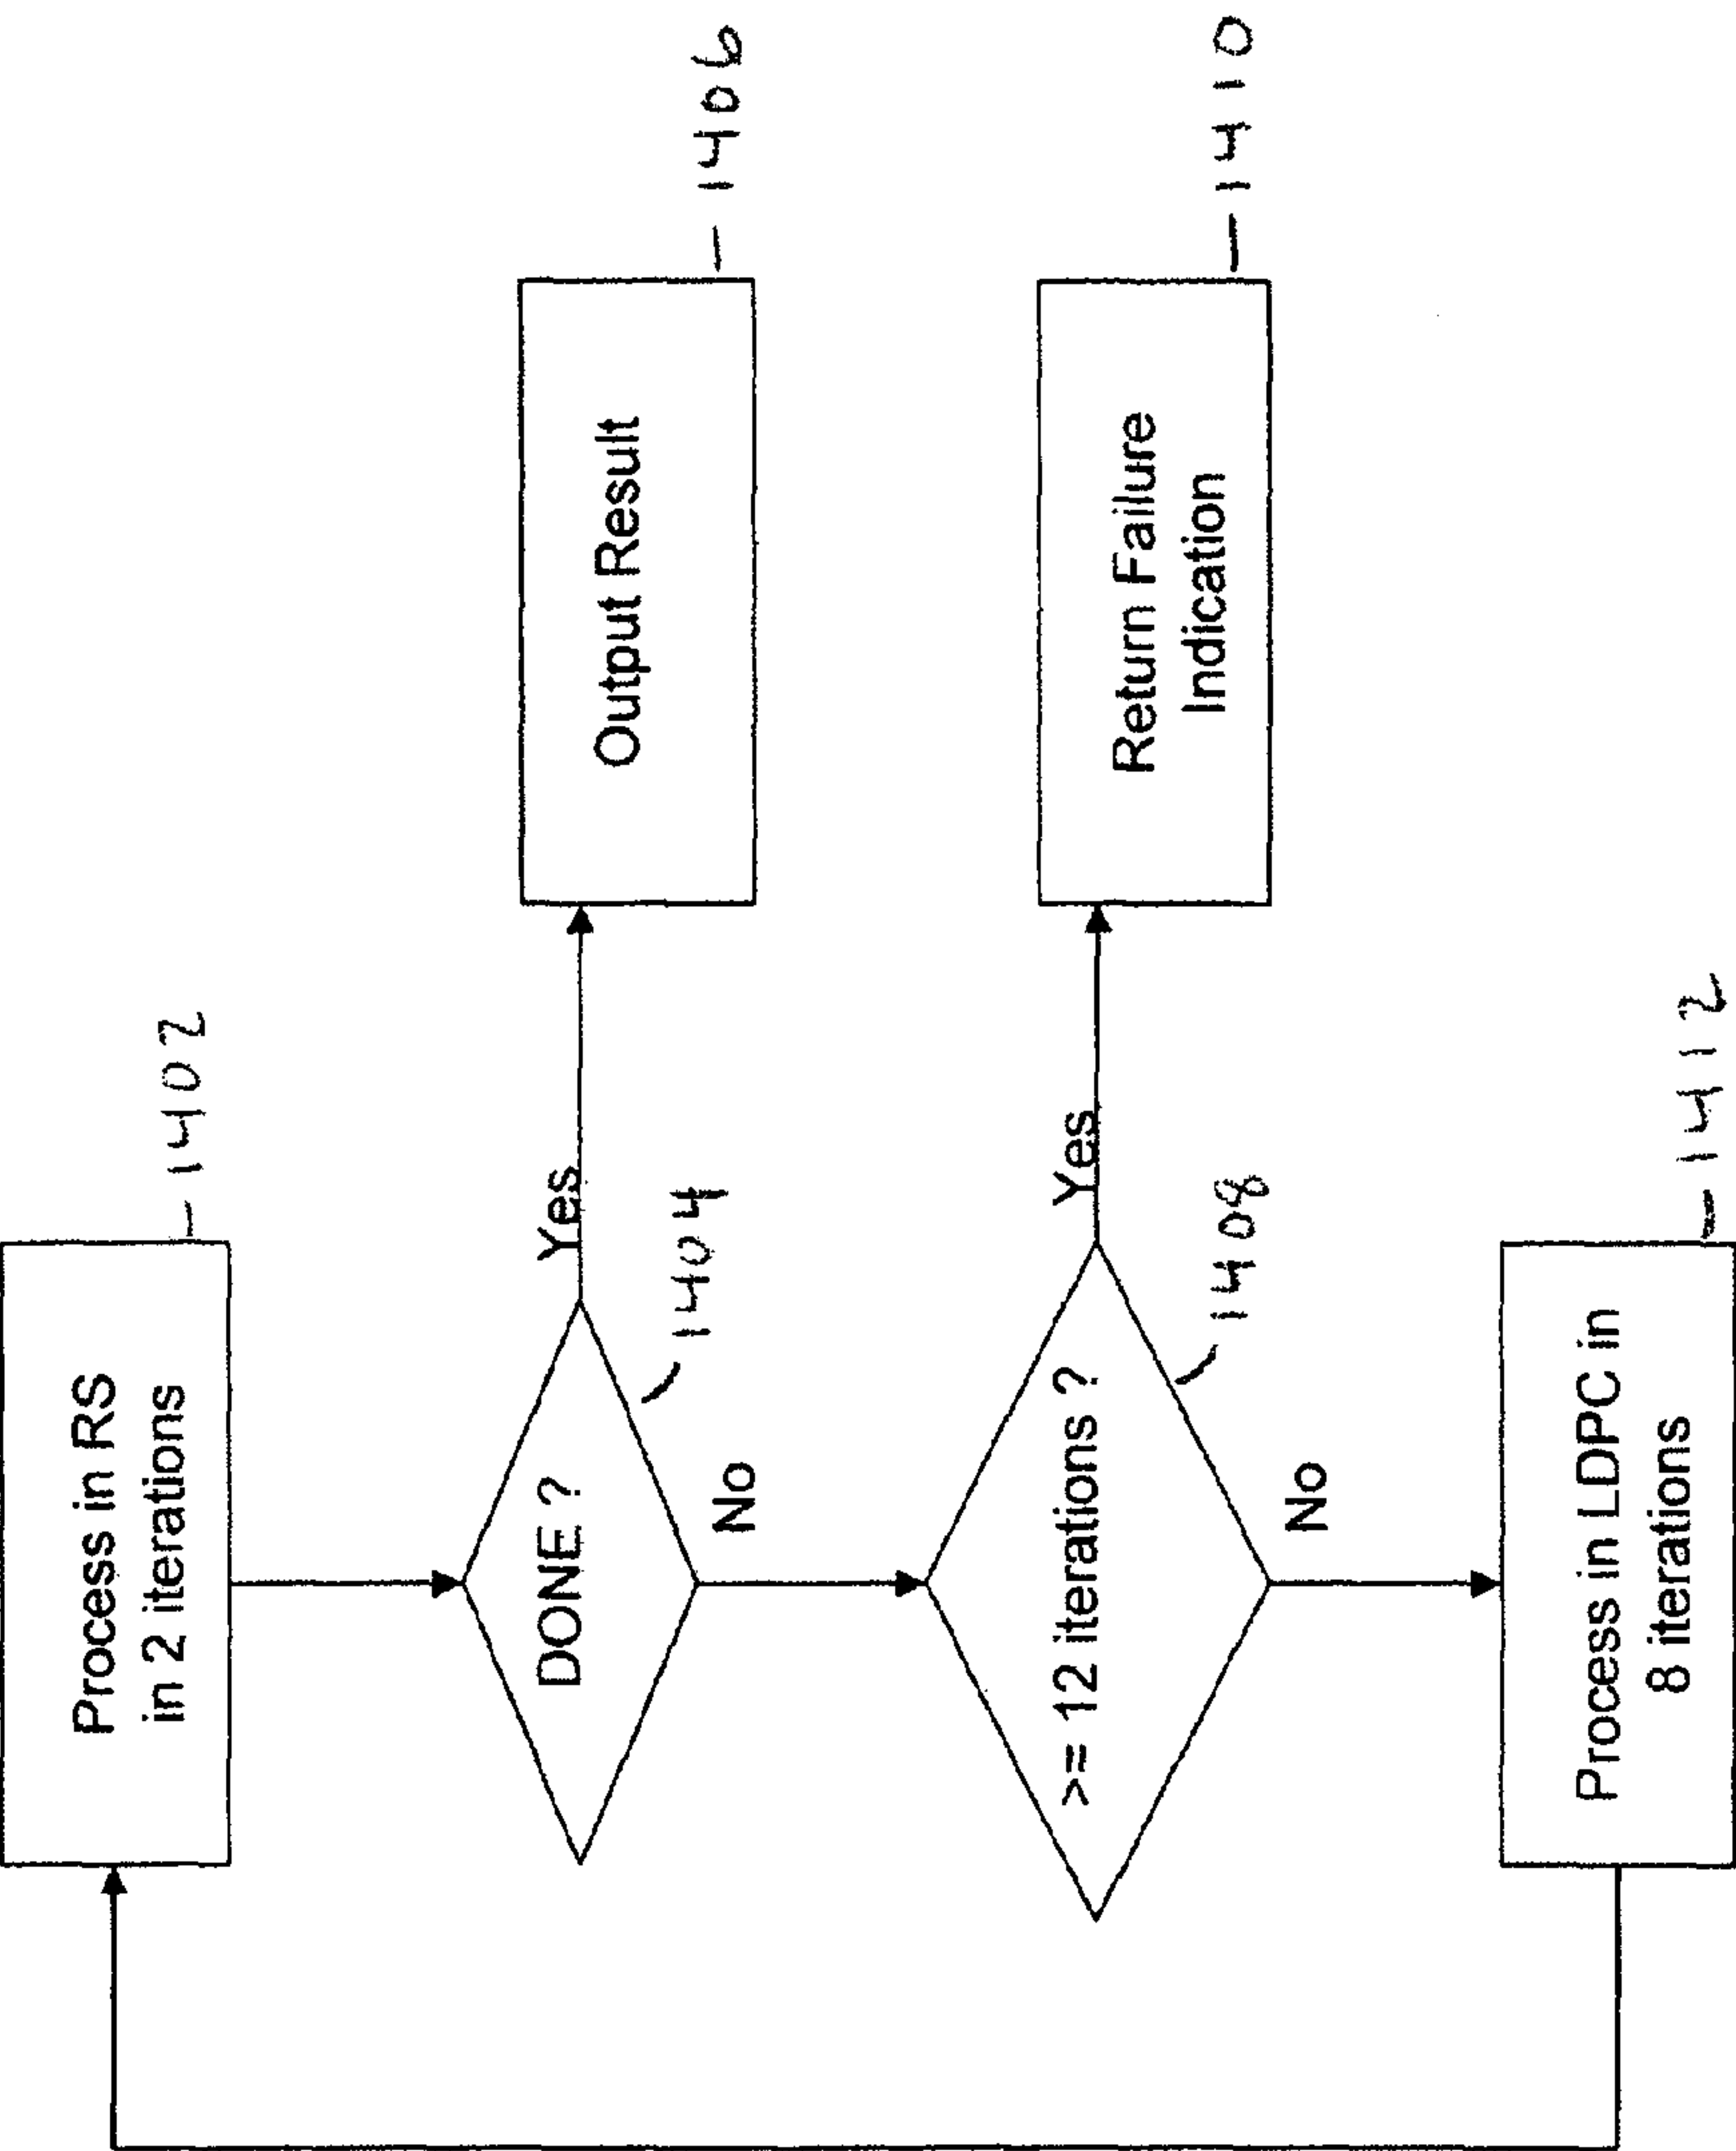 Process in RS
in 2 iterations
1402
DONE ?
1404
Yes
Output Result
1406
No
>= 12 iterations ?
1408
Yes
Return Failure
Indication
1410
No
Process in LDPC in
8 iterations
1412